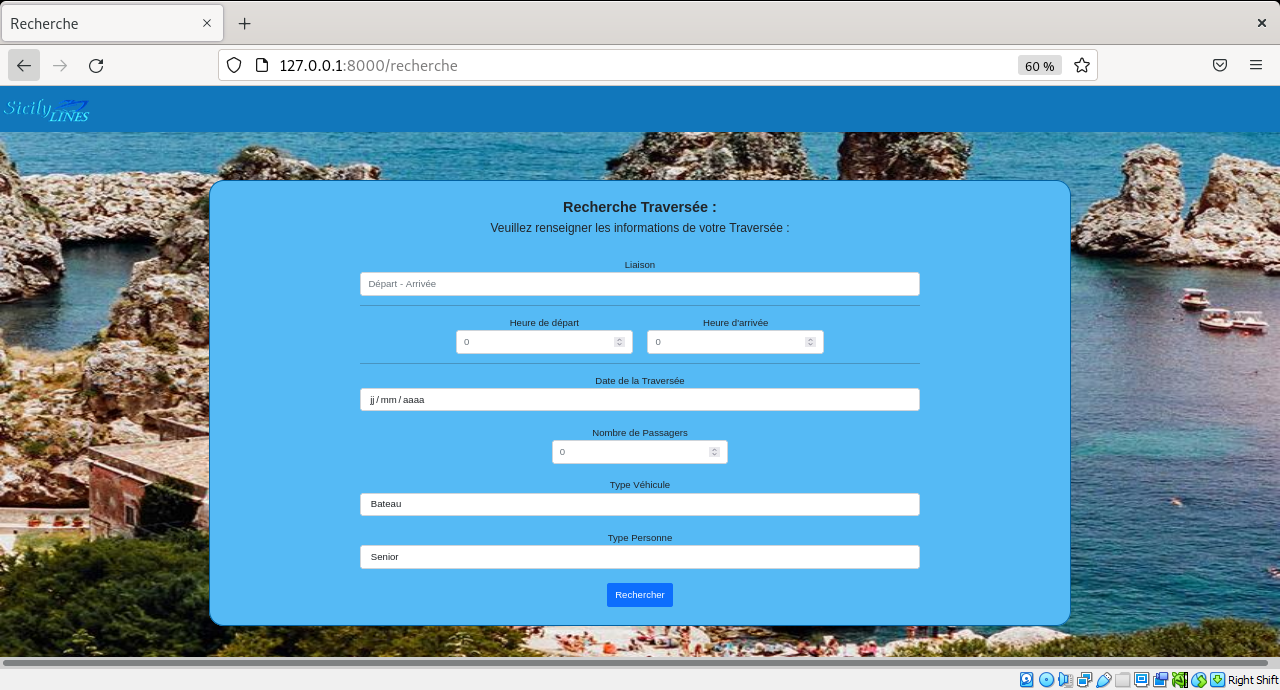 Recherche
127.0.0.1:8000/recherche
60 %
Sicily
LINES
Recherche Traversée :
Veuillez renseigner les informations de votre Traversée :
Liaison
Départ - Arrivée
Heure de départ
Heure d'arrivée
0
0
Date de la Traversée
jj/mm/aaaa
Nombre de Passagers
0
Type Véhicule
Bateau
Type Personne
Senior
Rechercher
Right Shift